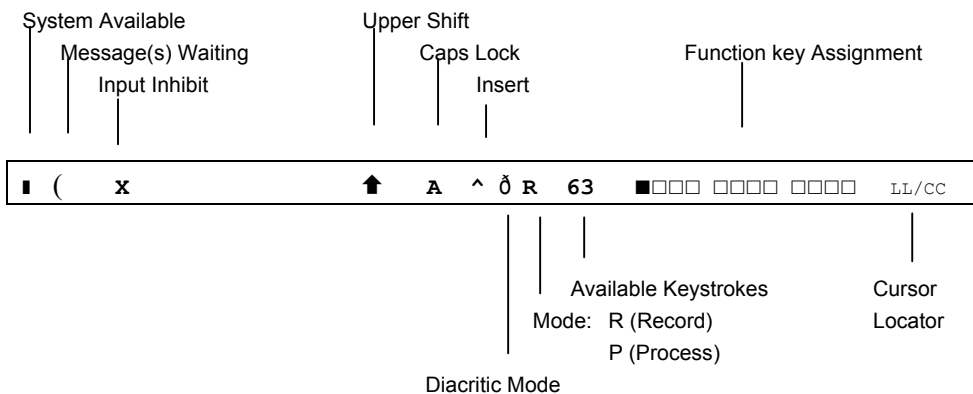 System Available Upper Shift
Message(s) Waiting Caps Lock Function key Assignment
Input Inhibit Insert
▮ ( X ⬆ A ^ ð R 63 ■□□□ □□□□ □□□□ LL/CC
Available Keystrokes Cursor
Mode: R (Record) Locator
P (Process)
Diacritic Mode